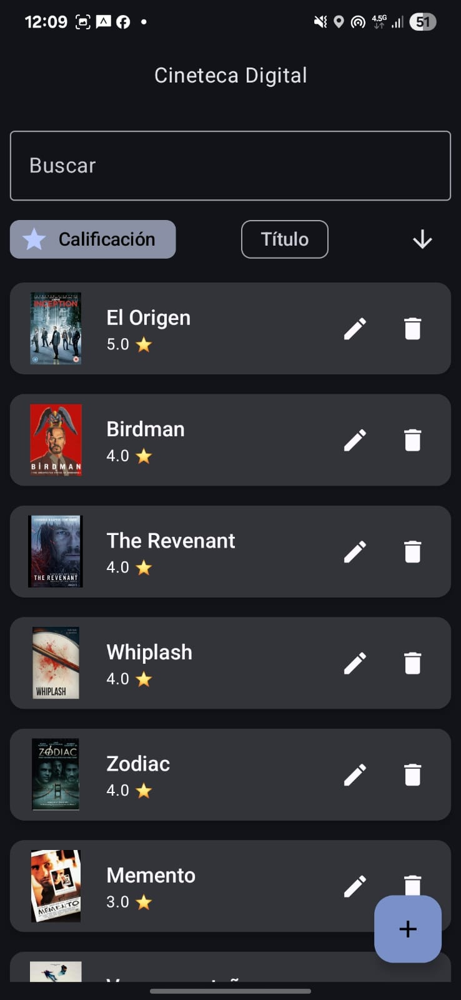 12:09
4.5G
51
Cineteca Digital
Buscar
Calificación
Título
INCEPTION
El Origen
5.0
BIRDMAN
Birdman
4.0
THE REVENANT
The Revenant
4.0
WHIPLASH
Whiplash
4.0
ZODIAC
Zodiac
4.0
MEMENTO
Memento
3.0